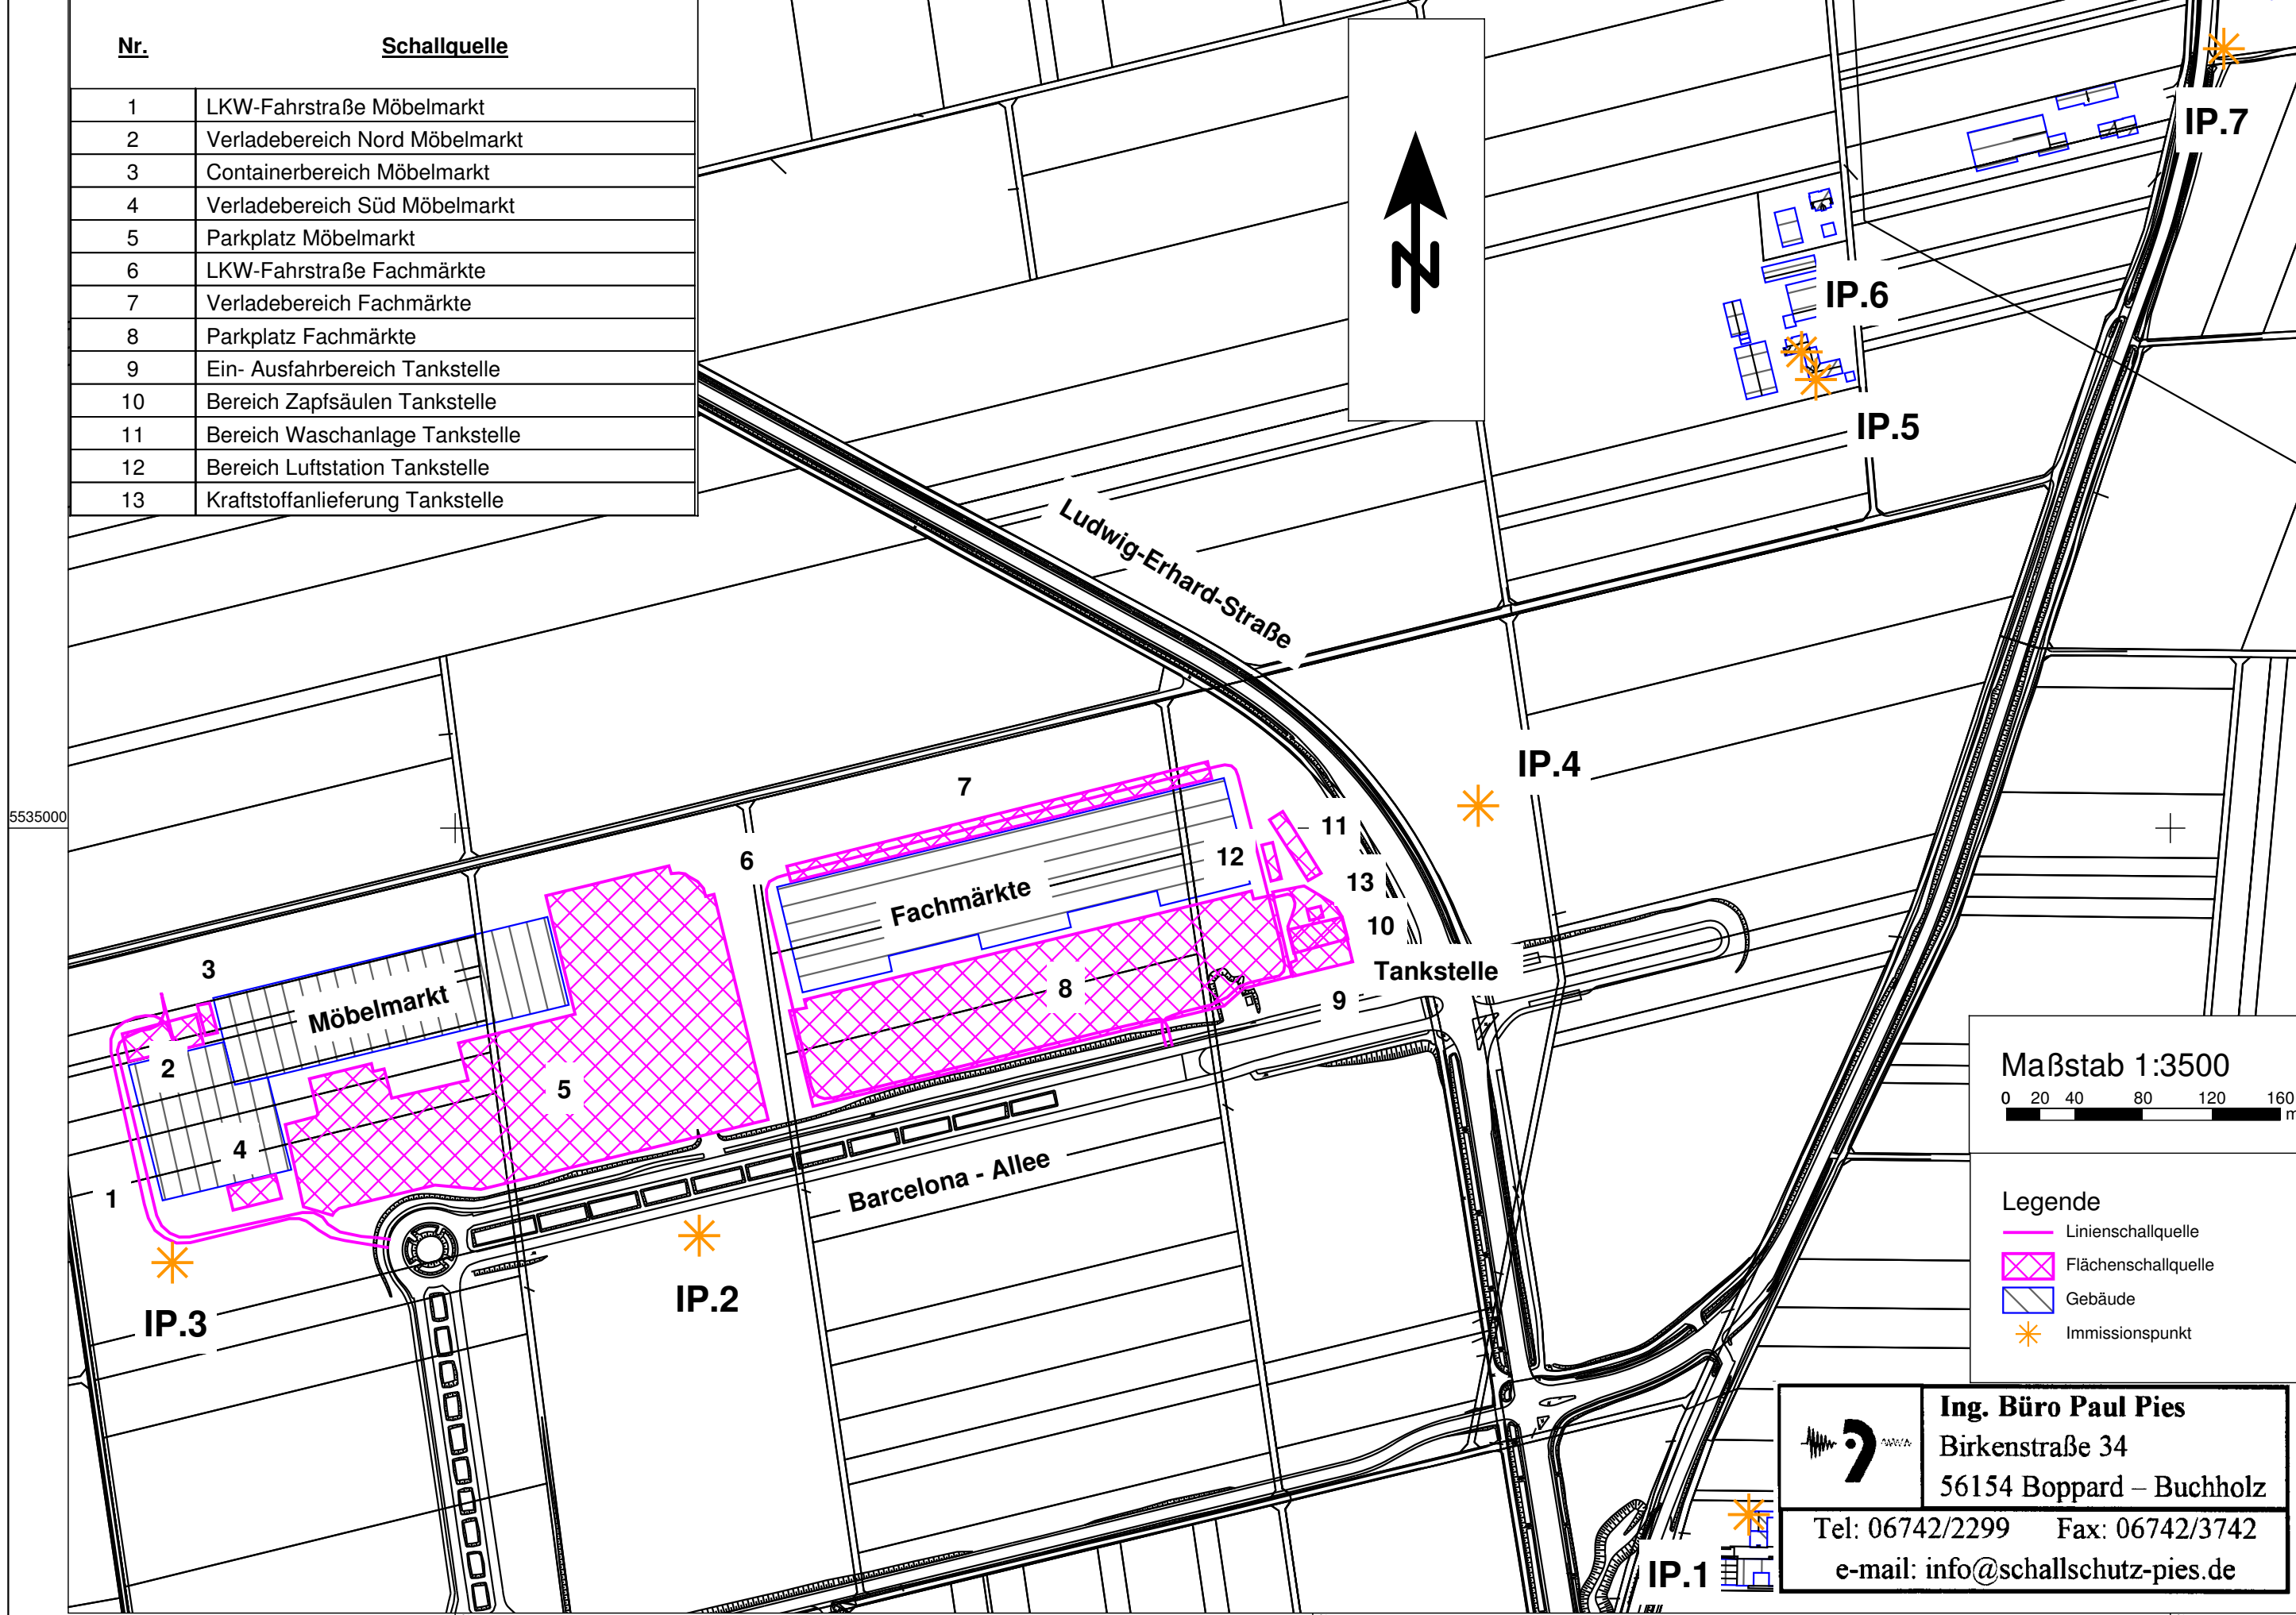 Nr. Schallquelle
1 LKW-Fahrstraße Möbelmarkt
2 Verladebereich Nord Möbelmarkt
3 Containerbereich Möbelmarkt
4 Verladebereich Süd Möbelmarkt
5 Parkplatz Möbelmarkt
6 LKW-Fahrstraße Fachmärkte
7 Verladebereich Fachmärkte
8 Parkplatz Fachmärkte
9 Ein- Ausfahrbereich Tankstelle
10 Bereich Zapfsäulen Tankstelle
11 Bereich Waschanlage Tankstelle
12 Bereich Luftstation Tankstelle
13 Kraftstoffanlieferung Tankstelle
N
IP.7
IP.6
IP.5
Ludwig-Erhard-Straße
IP.4
7
5535000
11
6
12
13
Fachmärkte
10
3
Tankstelle
8
9
Möbelmarkt
2
5
4
1
Barcelona - Allee
IP.3
IP.2
Maßstab 1:3500
0 20 40 80 120 160
m
Legende
Linienschallquelle
Flächenschallquelle
Gebäude
Immissionspunkt
IP.1
Ing. Büro Paul Pies
Birkenstraße 34
56154 Boppard – Buchholz
Tel: 06742/2299 Fax: 06742/3742
e-mail: info@schallschutz-pies.de